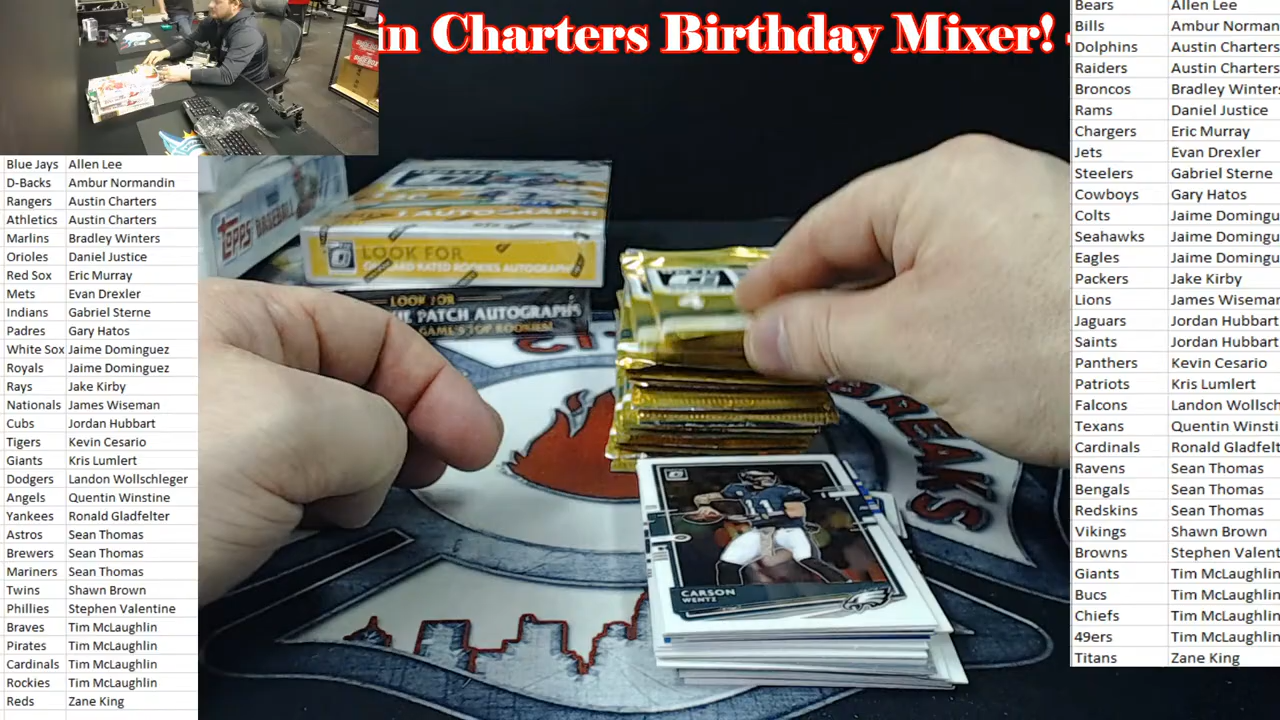 in Charters Birthday Mixer!
Blue Jays Allen Lee
D-Backs Ambur Normandin
Rangers Austin Charters
Athletics Austin Charters
Marlins Bradley Winters
Orioles Daniel Justice
Red Sox Eric Murray
Mets Evan Drexler
Indians Gabriel Sterne
Padres Gary Hatos
White Sox Jaime Dominguez
Royals Jaime Dominguez
Rays Jake Kirby
Nationals James Wiseman
Cubs Jordan Hubbart
Tigers Kevin Cesario
Giants Kris Lumlert
Dodgers Landon Wollschleger
Angels Quentin Winstine
Yankees Ronald Gladfelter
Astros Sean Thomas
Brewers Sean Thomas
Mariners Sean Thomas
Twins Shawn Brown
Phillies Stephen Valentine
Braves Tim McLaughlin
Pirates Tim McLaughlin
Cardinals Tim McLaughlin
Rockies Tim McLaughlin
Reds Zane King
Topps BASEBALL
1 AUTOGRAPH
LOOK FOR
RATED ROOKIES AUTOGRAPH
LOOK FOR
PATCH AUTOGRAPHS
GAME'S TOP ROOKIES!
BREAKS
11
CARSON
WENTZ
Bears Allen Lee
Bills Ambur Norman
Dolphins Austin Charters
Raiders Austin Charters
Broncos Bradley Winter
Rams Daniel Justice
Chargers Eric Murray
Jets Evan Drexler
Steelers Gabriel Sterne
Cowboys Gary Hatos
Colts Jaime Domingu
Seahawks Jaime Domingu
Eagles Jaime Domingu
Packers Jake Kirby
Lions James Wiseman
Jaguars Jordan Hubbart
Saints Jordan Hubbart
Panthers Kevin Cesario
Patriots Kris Lumlert
Falcons Landon Wollsch
Texans Quentin Winsti
Cardinals Ronald Gladfelt
Ravens Sean Thomas
Bengals Sean Thomas
Redskins Sean Thomas
Vikings Shawn Brown
Browns Stephen Valent
Giants Tim McLaughlin
Bucs Tim McLaughlin
Chiefs Tim McLaughlin
49ers Tim McLaughlin
Titans Zane King